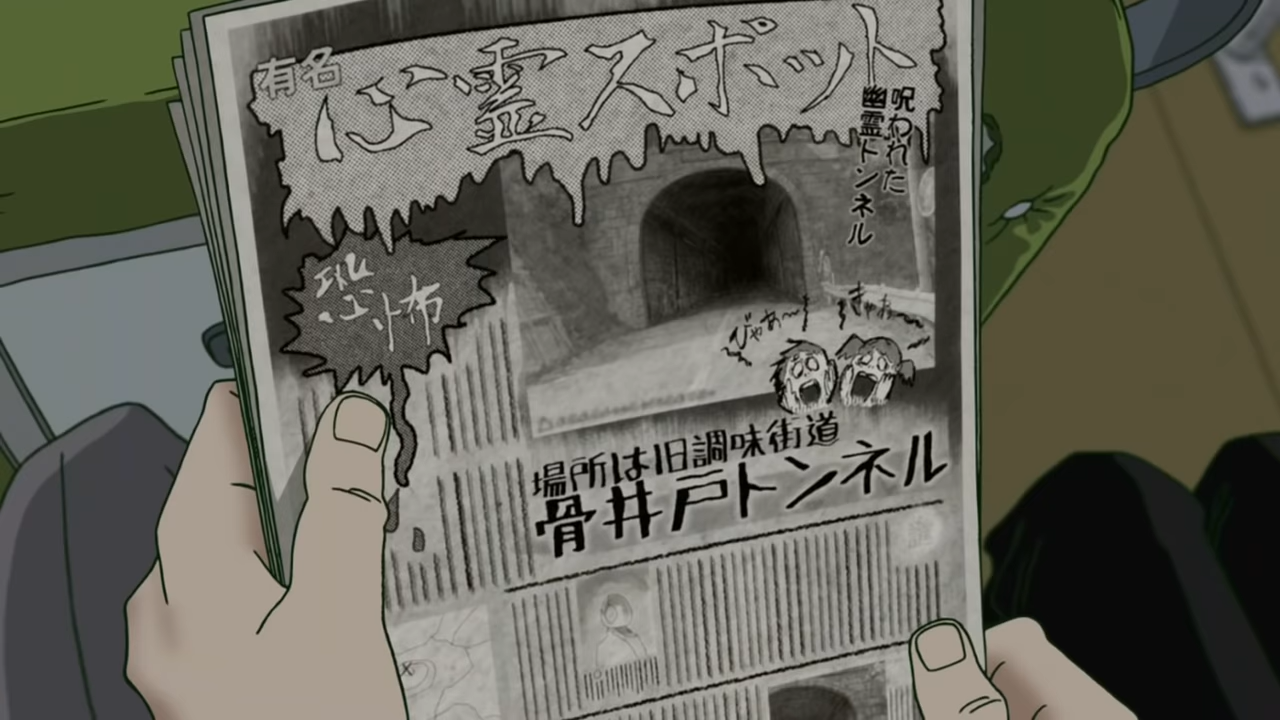 有名
心霊スポット
呪われた
幽霊トンネル
恐怖
ぎゃあ〜!
きゃあ〜
場所は旧調味街道
骨井戸トンネル